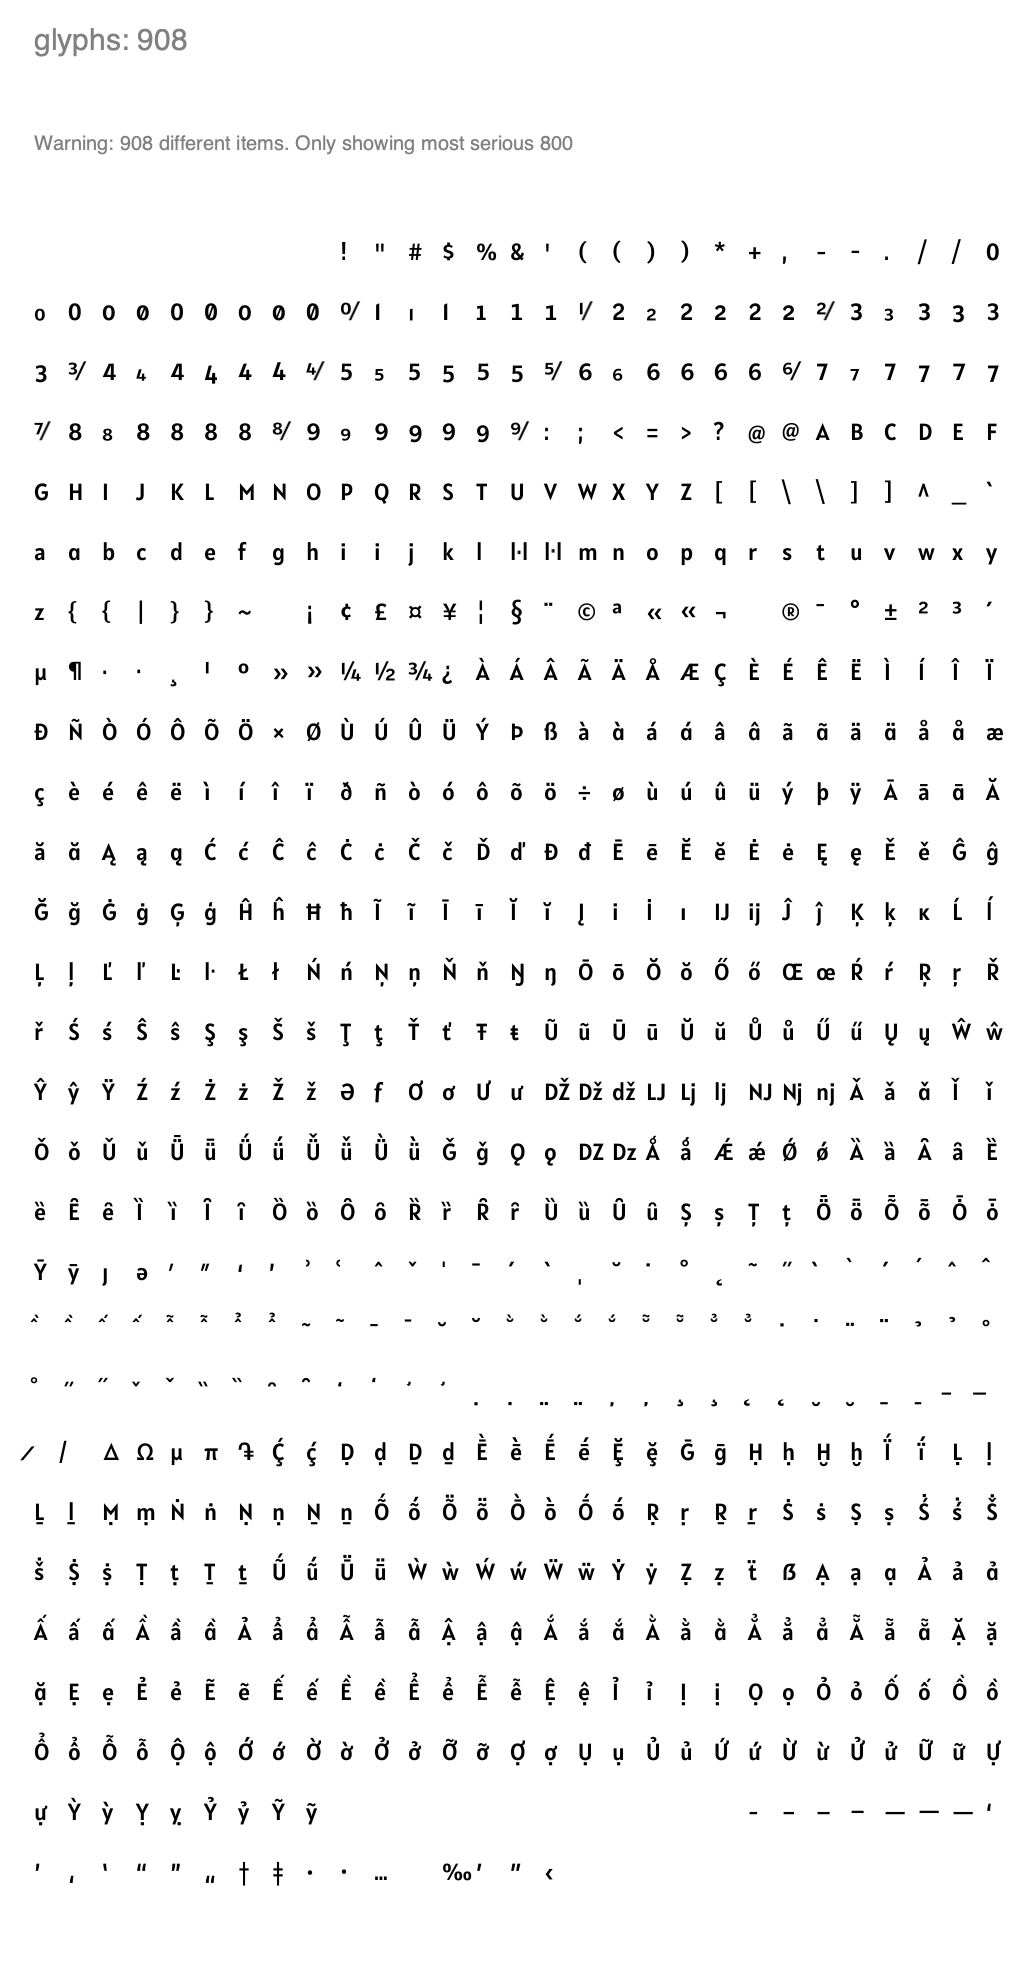 glyphs: 908
Warning: 908 different items. Only showing most serious 800
! " # $ % & ' ( ( ) ) * + , - - . / / 0
0 0 0 0 0 0 0 0 0 0/ 1 1 1 1 1 1 1/ 2 2 2 2 2 2 2/ 3 3 3 3 3
3 3/ 4 4 4 4 4 4 4/ 5 5 5 5 5 5 5/ 6 6 6 6 6 6 6/ 7 7 7 7 7 7
7/ 8 8 8 8 8 8 8/ 9 9 9 9 9 9 9/ : ; < = > ? @ @ A B C D E F
G H I J K L M N O P Q R S T U V W X Y Z [ [ \ \ ] ] ^ _ `
a ɑ b c d e f g h i i j k l l·l l·l m n o p q r s t u v w x y
z { { | } } ~ ¡ ¢ £ ¤ ¥ ¦ § ¨ © ª « « ¬ ® ¯ ° ± ² ³ ´
µ ¶ · · ¸ ¹ º » » ¼ ½ ¾ ¿ À Á Â Ã Ä Å Æ Ç È É Ê Ë Ì Í Î Ï
Ð Ñ Ò Ó Ô Õ Ö × Ø Ù Ú Û Ü Ý Þ ß à à á á â â ã ã ä ä å å æ
ç è é ê ë ì í î ï ð ñ ò ó ô õ ö ÷ ø ù ú û ü ý þ ÿ Ā ā ā Ă
ă ă Ą ą ą Ć ć Ĉ ĉ Ċ ċ Č č Ď ď Đ đ Ē ē Ĕ ĕ Ė ė Ę ę Ě ě Ĝ ĝ
Ğ ğ Ġ ġ Ģ ģ Ĥ ĥ Ħ ħ Ĩ ĩ Ī ī Ĭ ĭ Į i İ ı IJ ij Ĵ ĵ Ķ ķ ĸ Ĺ ĺ
Ļ ļ Ľ ľ Ŀ ŀ Ł ł Ń ń Ņ ņ Ň ň Ŋ ŋ Ō ō Ŏ ŏ Ő ő Œ œ Ŕ ŕ Ŗ ŗ Ř
ř Ś ś Ŝ ŝ Ş ş Š š Ţ ţ Ť ť Ŧ ŧ Ũ ũ Ū ū Ŭ ŭ Ů ů Ű ű Ų ų Ŵ ŵ
Ŷ ŷ Ÿ Ź ź Ż ż Ž ž Ə ƒ Ơ ơ Ư ư DŽ Dž dž LJ Lj lj NJ Nj nj Ǎ ǎ ǎ Ǐ ǐ
Ǒ ǒ Ǔ ǔ Ǖ ǖ Ǘ ǘ Ǚ ǚ Ǜ ǜ Ǧ ǧ Ǫ ǫ DZ Dz Ǻ ǻ Ǽ ǽ Ǿ ǿ Ȁ ȁ Ȃ ȃ Ȅ
ȅ Ȇ ȇ Ȉ ȉ Ȋ ȋ Ȍ ȍ Ȏ ȏ Ȑ ȑ Ȓ ȓ Ȕ ȕ Ȗ ȗ Ș ș Ț ț Ȫ ȫ Ȭ ȭ Ȱ ȱ
Ȳ ȳ ȷ ə ʹ ʺ ʻ ʼ ʾ ʿ ˆ ˇ ˈ ˉ ˊ ˋ ˌ ˘ ˙ ˚ ˛ ˜ ˝ ` ` ´ ´ ˆ ˆ
⁄ ∕ ∆ Ω μ π ֏ Ḉ ḉ Ḍ ḍ Ḏ ḏ Ḕ ḕ Ḗ ḗ Ḝ ḝ Ḡ ḡ Ḥ ḥ Ḫ ḫ Ḯ ḯ Ḷ ḷ
Ḻ ḻ Ṃ ṃ Ṅ ṅ Ṇ ṇ Ṉ ṉ Ṍ ṍ Ṏ ṏ Ṑ ṑ Ṓ ṓ Ṛ ṛ Ṟ ṟ Ṡ ṡ Ṣ ṣ Ṥ ṥ Ṧ
ṧ Ṩ ṩ Ṭ ṭ Ṯ ṯ Ṹ ṹ Ṻ ṻ Ẁ ẁ Ẃ ẃ Ẅ ẅ Ẏ ẏ Ẓ ẓ ẗ ẞ Ạ ạ ạ Ả ả ả
Ấ ấ ấ Ầ ầ ầ Ẩ ẩ ẩ Ẫ ẫ ẫ Ậ ậ ậ Ắ ắ ắ Ằ ằ ằ Ẳ ẳ ẳ Ẵ ẵ ẵ Ặ ặ
ặ Ẹ ẹ Ẻ ẻ Ẽ ẽ Ế ế Ề ề Ể ể Ễ ễ Ệ ệ Ỉ ỉ Ị ị Ọ ọ Ỏ ỏ Ố ố Ồ ồ
Ổ ổ Ỗ ỗ Ộ ộ Ớ ớ Ờ ờ Ở ở Ỡ ỡ Ợ ợ Ụ ụ Ủ ủ Ứ ứ Ừ ừ Ử ử Ữ ữ Ự
ự Ỳ ỳ Ỵ ỵ Ỷ ỷ Ỹ ỹ - - – – — — — ‘
’ ‚ ‛ “ ” „ † ‡ • · … ‰ ′ ″ ‹